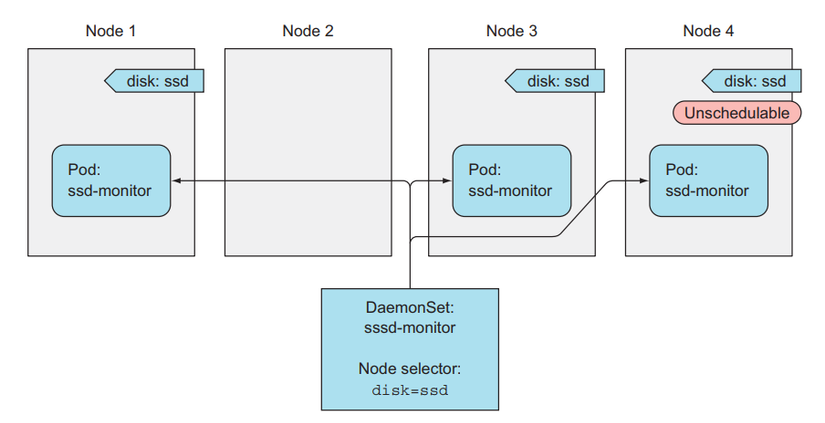 Node 1
Node 2
Node 3
Node 4
disk: ssd
disk: ssd
disk: ssd
Unschedulable
Pod:
ssd-monitor
Pod:
ssd-monitor
Pod:
ssd-monitor
DaemonSet:
sssd-monitor
Node selector:
disk=ssd